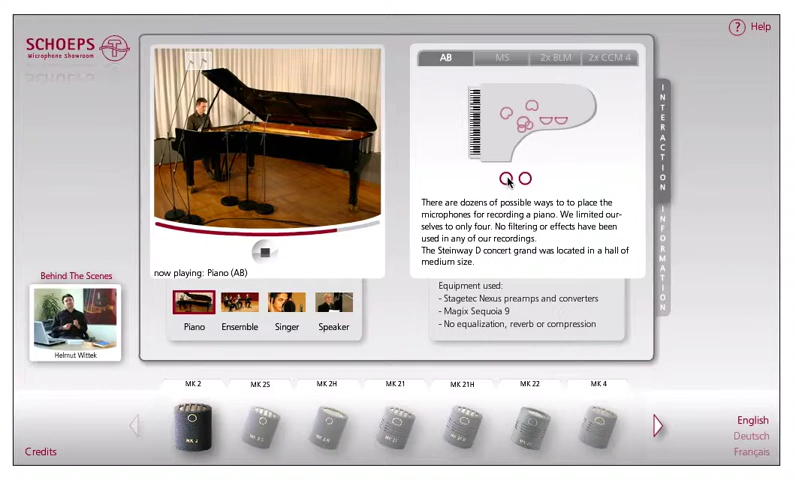 Help
SCHOEPS
Microphone Showroom
AB
MS
2x BLM
2x CCM 4
INTERACTION
INFORMATION
There are dozens of possible ways to to place the
microphones for recording a piano. We limited our-
selves to only four. No filtering or effects have been
used in any of our recordings.
The Steinway D concert grand was located in a hall of
medium size.
now playing: Piano (AB)
Behind The Scenes
Helmut Wittek
Piano
Ensemble
Singer
Speaker
Equipment used:
- Stagetec Nexus preamps and converters
- Magix Sequoia 9
- No equalization, reverb or compression
MK 2
MK 2S
MK 2H
MK 21
MK 21H
MK 22
MK 4
MK 2
English
Deutsch
Français
Credits